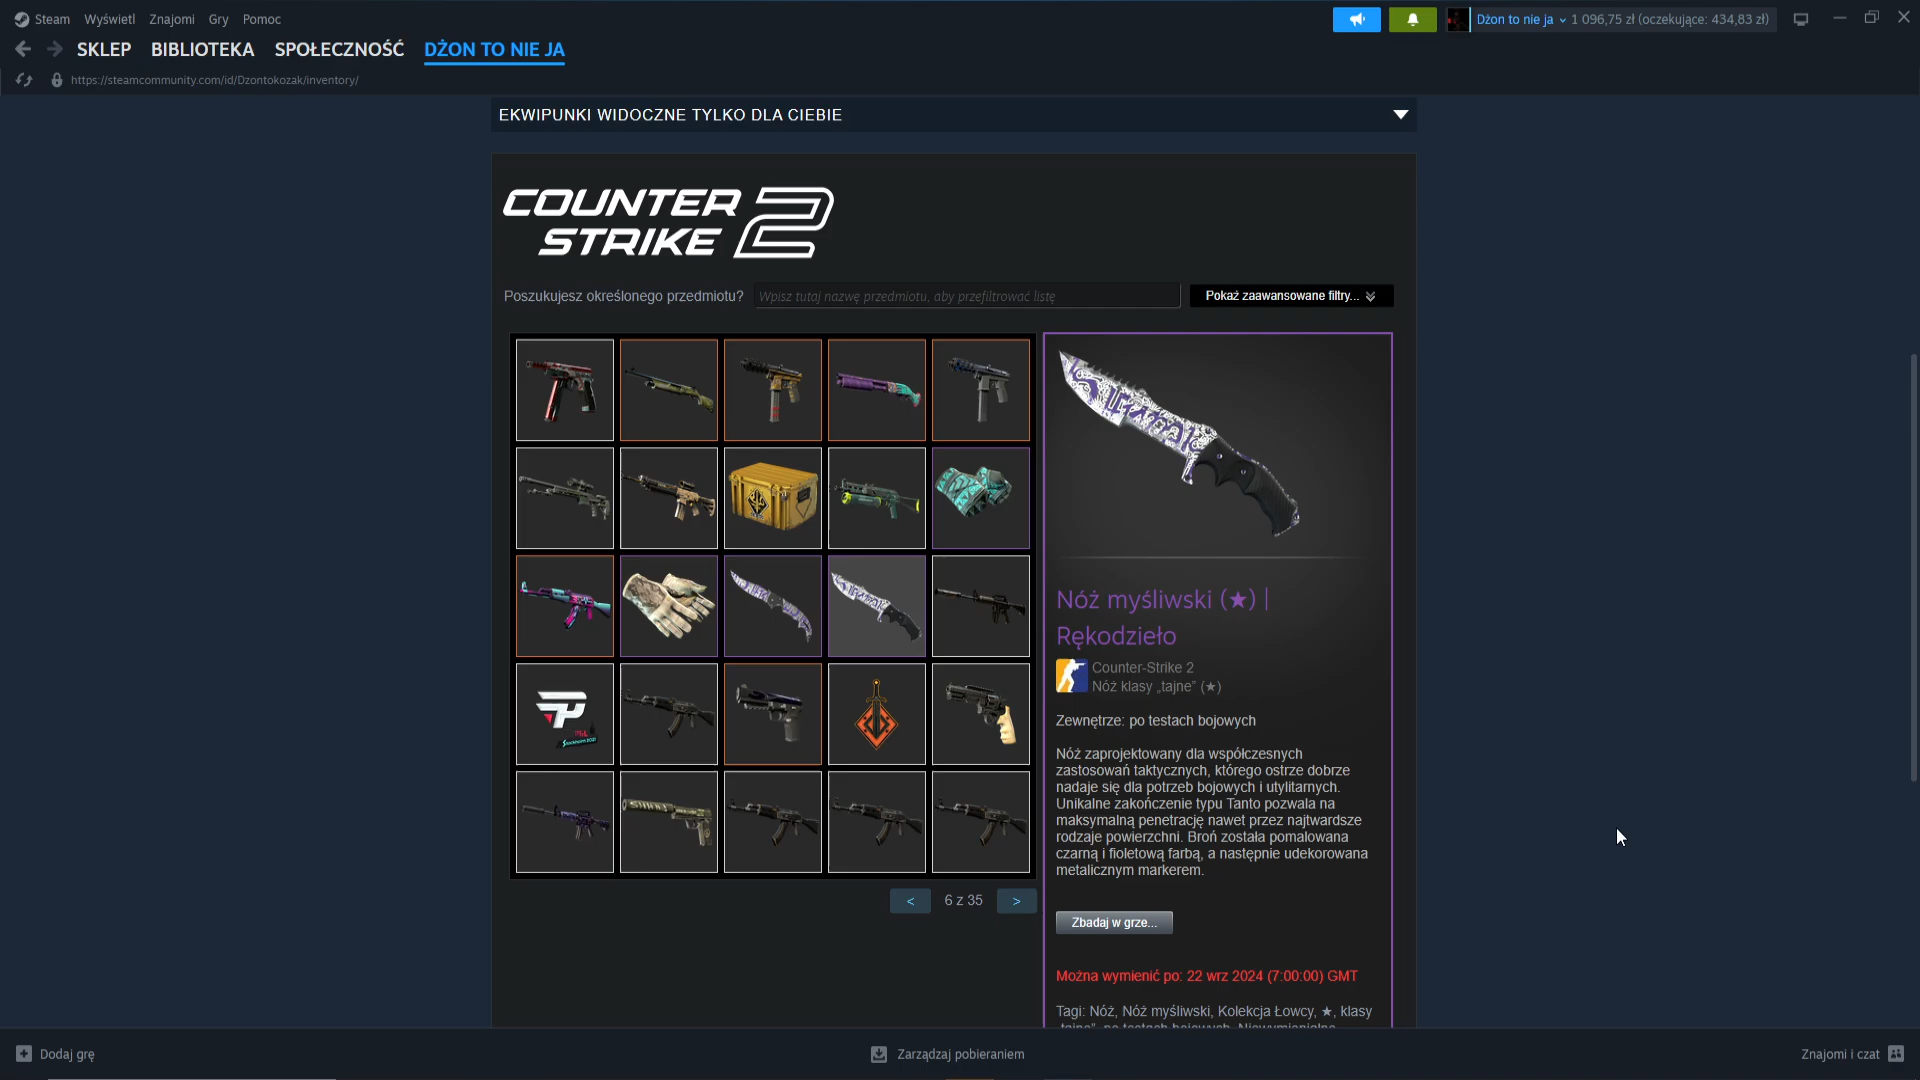 Steam Wyświetl Znajomi Gry Pomoc
Dżon to nie ja 1 096,75 zł (oczekujące: 434,83 zł)
SKLEP BIBLIOTEKA SPOŁECZNOŚĆ DŻON TO NIE JA
https://steamcommunity.com/id/Dzontokozak/inventory/
EKWIPUNKI WIDOCZNE TYLKO DLA CIEBIE
COUNTER
STRIKE 2
Poszukujesz określonego przedmiotu? Wpisz tutaj nazwę przedmiotu, aby przefiltrować listę Pokaż zaawansowane filtry...
Nóż myśliwski (★) |
Rękodzieło
Counter-Strike 2
Nóż klasy „tajne” (★)
Zewnętrze: po testach bojowych
Nóż zaprojektowany dla współczesnych
zastosowań taktycznych, którego ostrze dobrze
nadaje się dla potrzeb bojowych i utylitarnych.
Unikalne zakończenie typu Tanto pozwala na
maksymalną penetrację nawet przez najtwardsze
rodzaje powierzchni. Broń została pomalowana
czarną i fioletową farbą, a następnie udekorowana
metalicznym markerem.
< 6 z 35 >
Zbadaj w grze...
Można wymienić po: 22 wrz 2024 (7:00:00) GMT
Tagi: Nóż, Nóż myśliwski, Kolekcja Łowcy, ★, klasy
„tajne”, po testach bojowych, Niewymienialne
Dodaj grę
Zarządzaj pobieraniem
Znajomi i czat